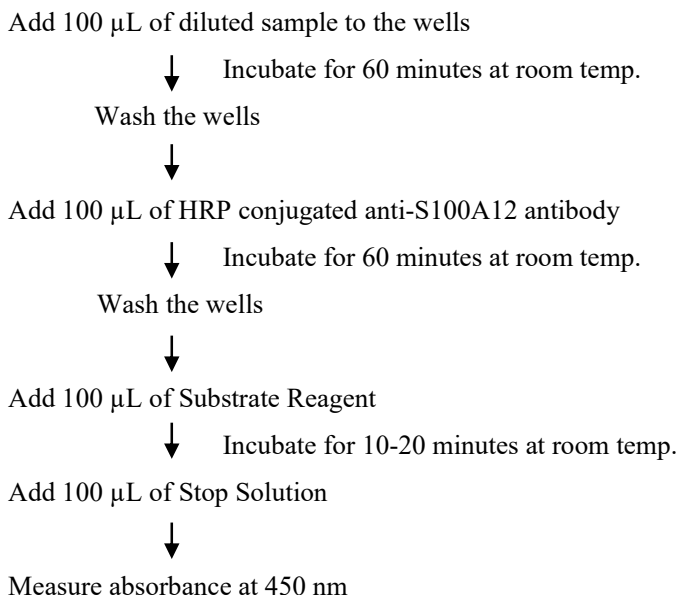 Add 100 µL of diluted sample to the wells
Incubate for 60 minutes at room temp.
Wash the wells
Add 100 µL of HRP conjugated anti-S100A12 antibody
Incubate for 60 minutes at room temp.
Wash the wells
Add 100 µL of Substrate Reagent
Incubate for 10-20 minutes at room temp.
Add 100 µL of Stop Solution
Measure absorbance at 450 nm